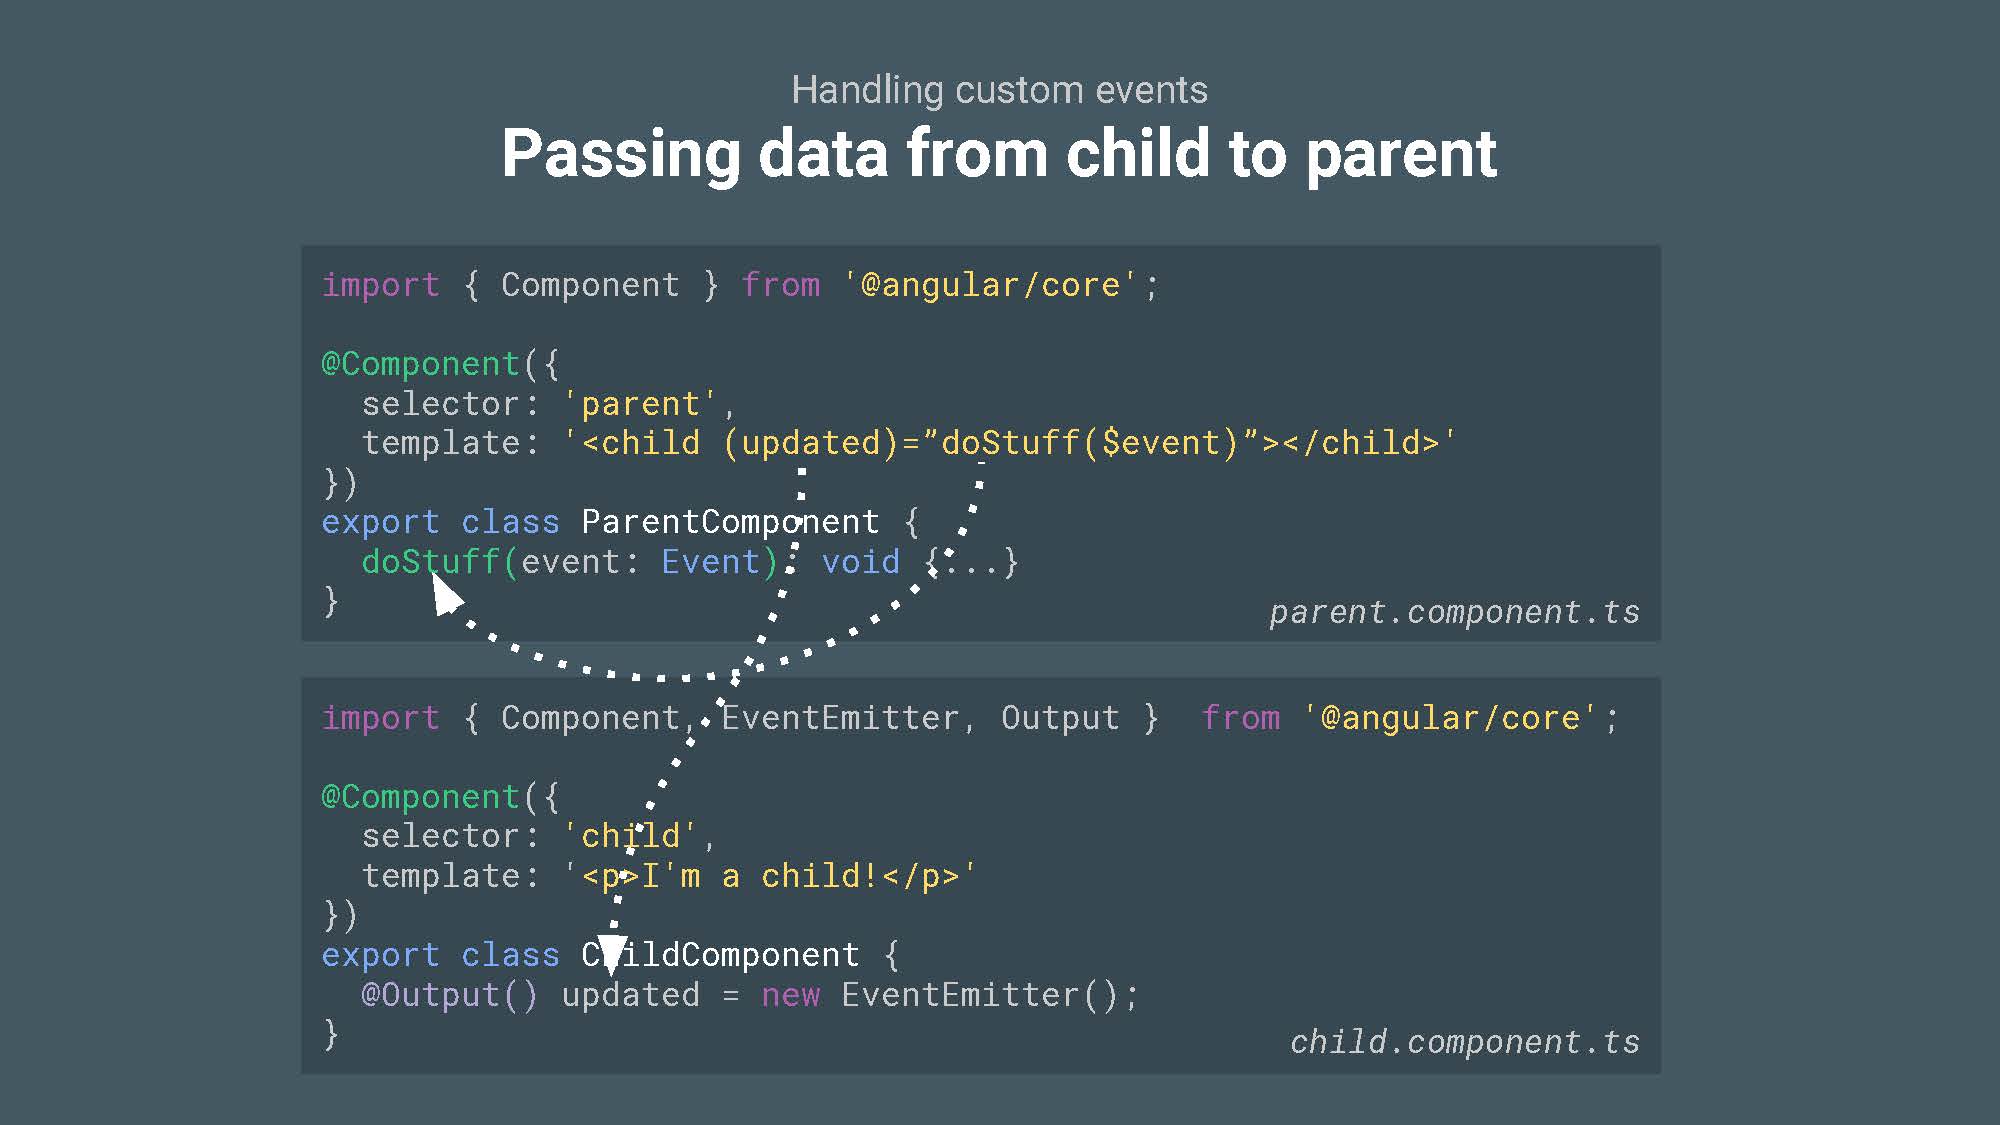 Handling custom events
Passing data from child to parent
import { Component } from '@angular/core';
@Component({
  selector: 'parent',
  template: '<child (updated)=”doStuff($event)”></child>'
})
export class ParentComponent {
  doStuff(event: Event): void {...}
}
parent.component.ts
import { Component, EventEmitter, Output }  from '@angular/core';
@Component({
  selector: 'child',
  template: '<p>I'm a child!</p>'
})
export class ChildComponent {
  @Output() updated = new EventEmitter();
}
child.component.ts